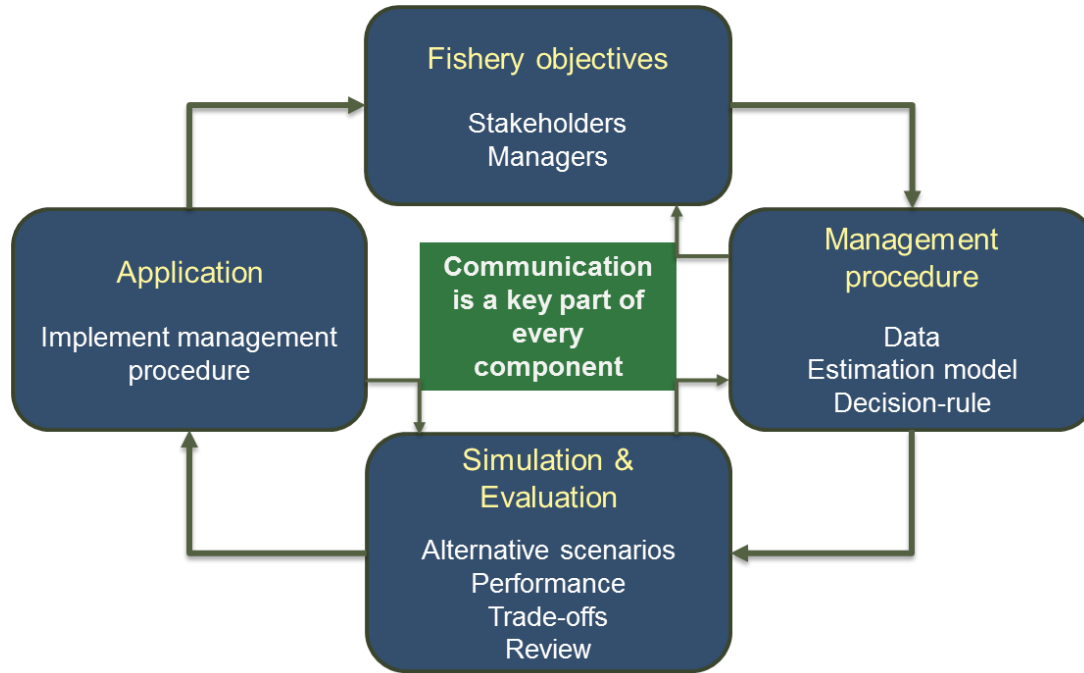 Fishery objectives
Stakeholders
Managers
Application
Implement management
procedure
Communication
is a key part of
every
component
Management
procedure
Data
Estimation model
Decision-rule
Simulation &
Evaluation
Alternative scenarios
Performance
Trade-offs
Review